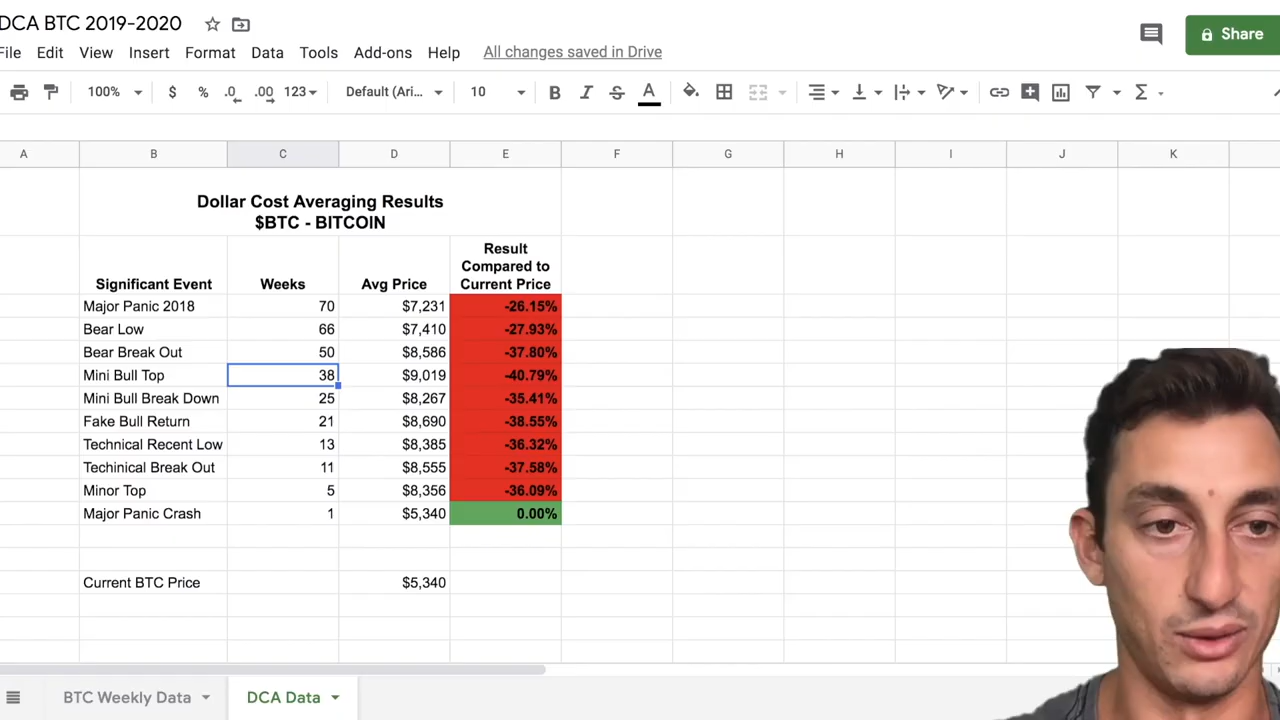 DCA BTC 2019-2020
File Edit View Insert Format Data Tools Add-ons Help All changes saved in Drive
Share
100% $ % .0 .00 123 Default (Ari... 10 B I S A
A B C D E F G H I J K
Dollar Cost Averaging Results
$BTC - BITCOIN
Result
Compared to
Significant Event Weeks Avg Price Current Price
Major Panic 2018 70 $7,231 -26.15%
Bear Low 66 $7,410 -27.93%
Bear Break Out 50 $8,586 -37.80%
Mini Bull Top 38 $9,019 -40.79%
Mini Bull Break Down 25 $8,267 -35.41%
Fake Bull Return 21 $8,690 -38.55%
Technical Recent Low 13 $8,385 -36.32%
Techinical Break Out 11 $8,555 -37.58%
Minor Top 5 $8,356 -36.09%
Major Panic Crash 1 $5,340 0.00%
Current BTC Price $5,340
BTC Weekly Data DCA Data